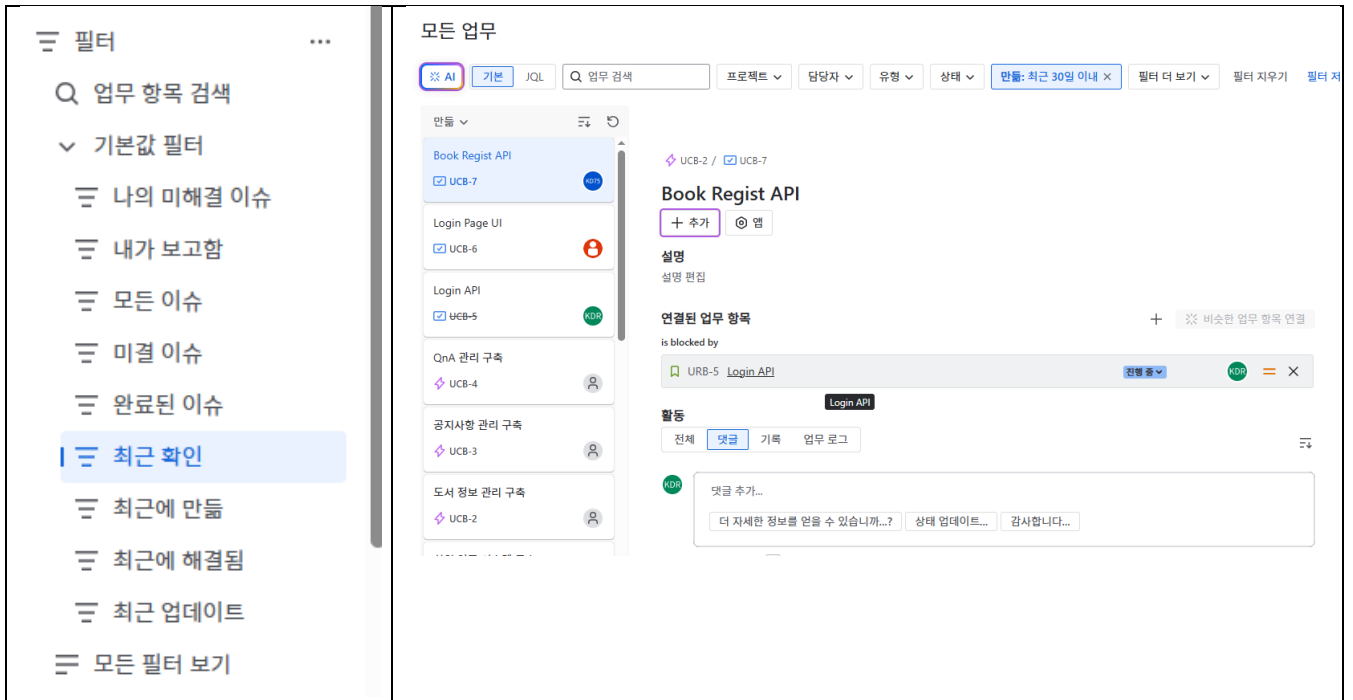 필터
업무 항목 검색
기본값 필터
나의 미해결 이슈
내가 보고함
모든 이슈
미결 이슈
완료된 이슈
최근 확인
최근에 만듦
최근에 해결됨
최근 업데이트
모든 필터 보기
모든 업무
AI 기본 JQL 업무 검색 프로젝트 담당자 유형 상태 만듦: 최근 30일 이내 필터 더 보기 필터 지우기 필터 저
만듦
Book Regist API
UCB-7 KD75
Login Page UI
UCB-6
Login API
UCB-5 KDR
QnA 관리 구축
UCB-4
공지사항 관리 구축
UCB-3
도서 정보 관리 구축
UCB-2
UCB-2 / UCB-7
Book Regist API
+ 추가 앱
설명
설명 편집
연결된 업무 항목
비슷한 업무 항목 연결
is blocked by
URB-5 Login API 진행 중 KDR
Login API
활동
전체 댓글 기록 업무 로그
KDR 댓글 추가...
더 자세한 정보를 얻을 수 있습니까...? 상태 업데이트... 감사합니다...